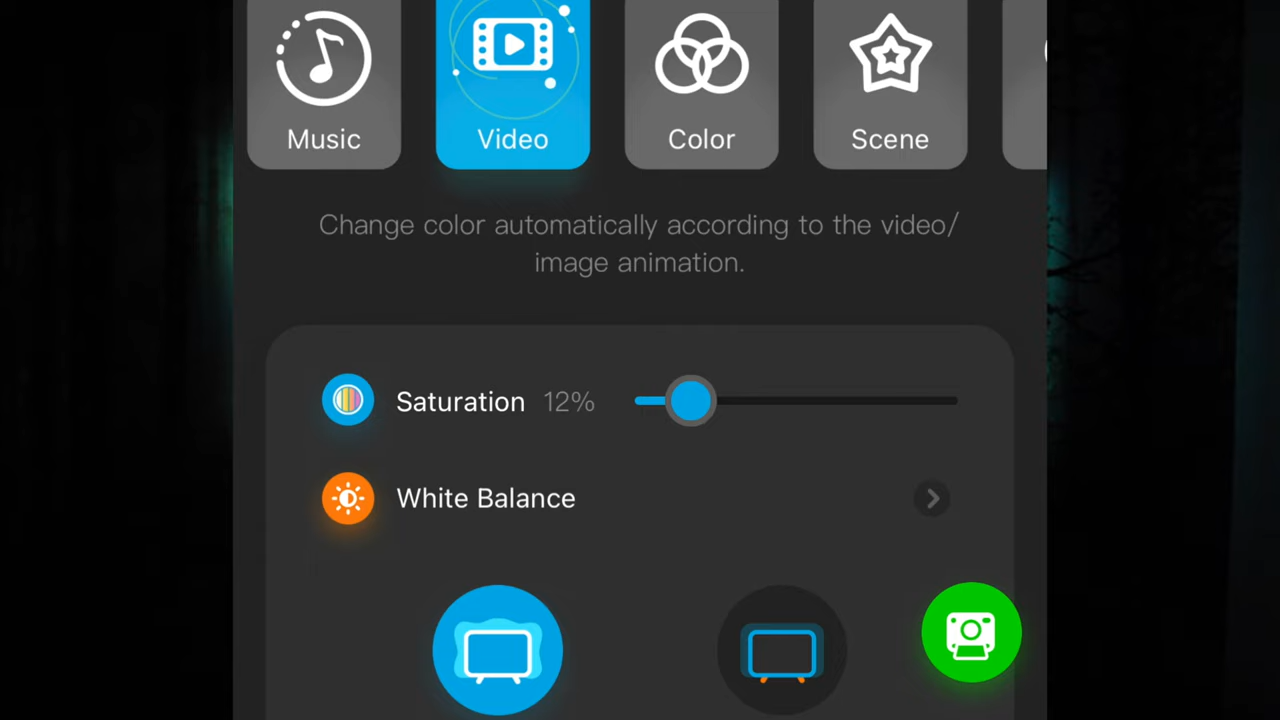 Music
Video
Color
Scene
Change color automatically according to the video/
image animation.
Saturation 12%
White Balance